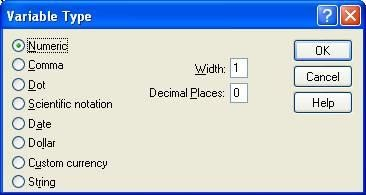 Variable Type
Numeric
Comma
Dot
Scientific notation
Date
Dollar
Custom currency
String
Width: 1
Decimal Places: 0
OK
Cancel
Help